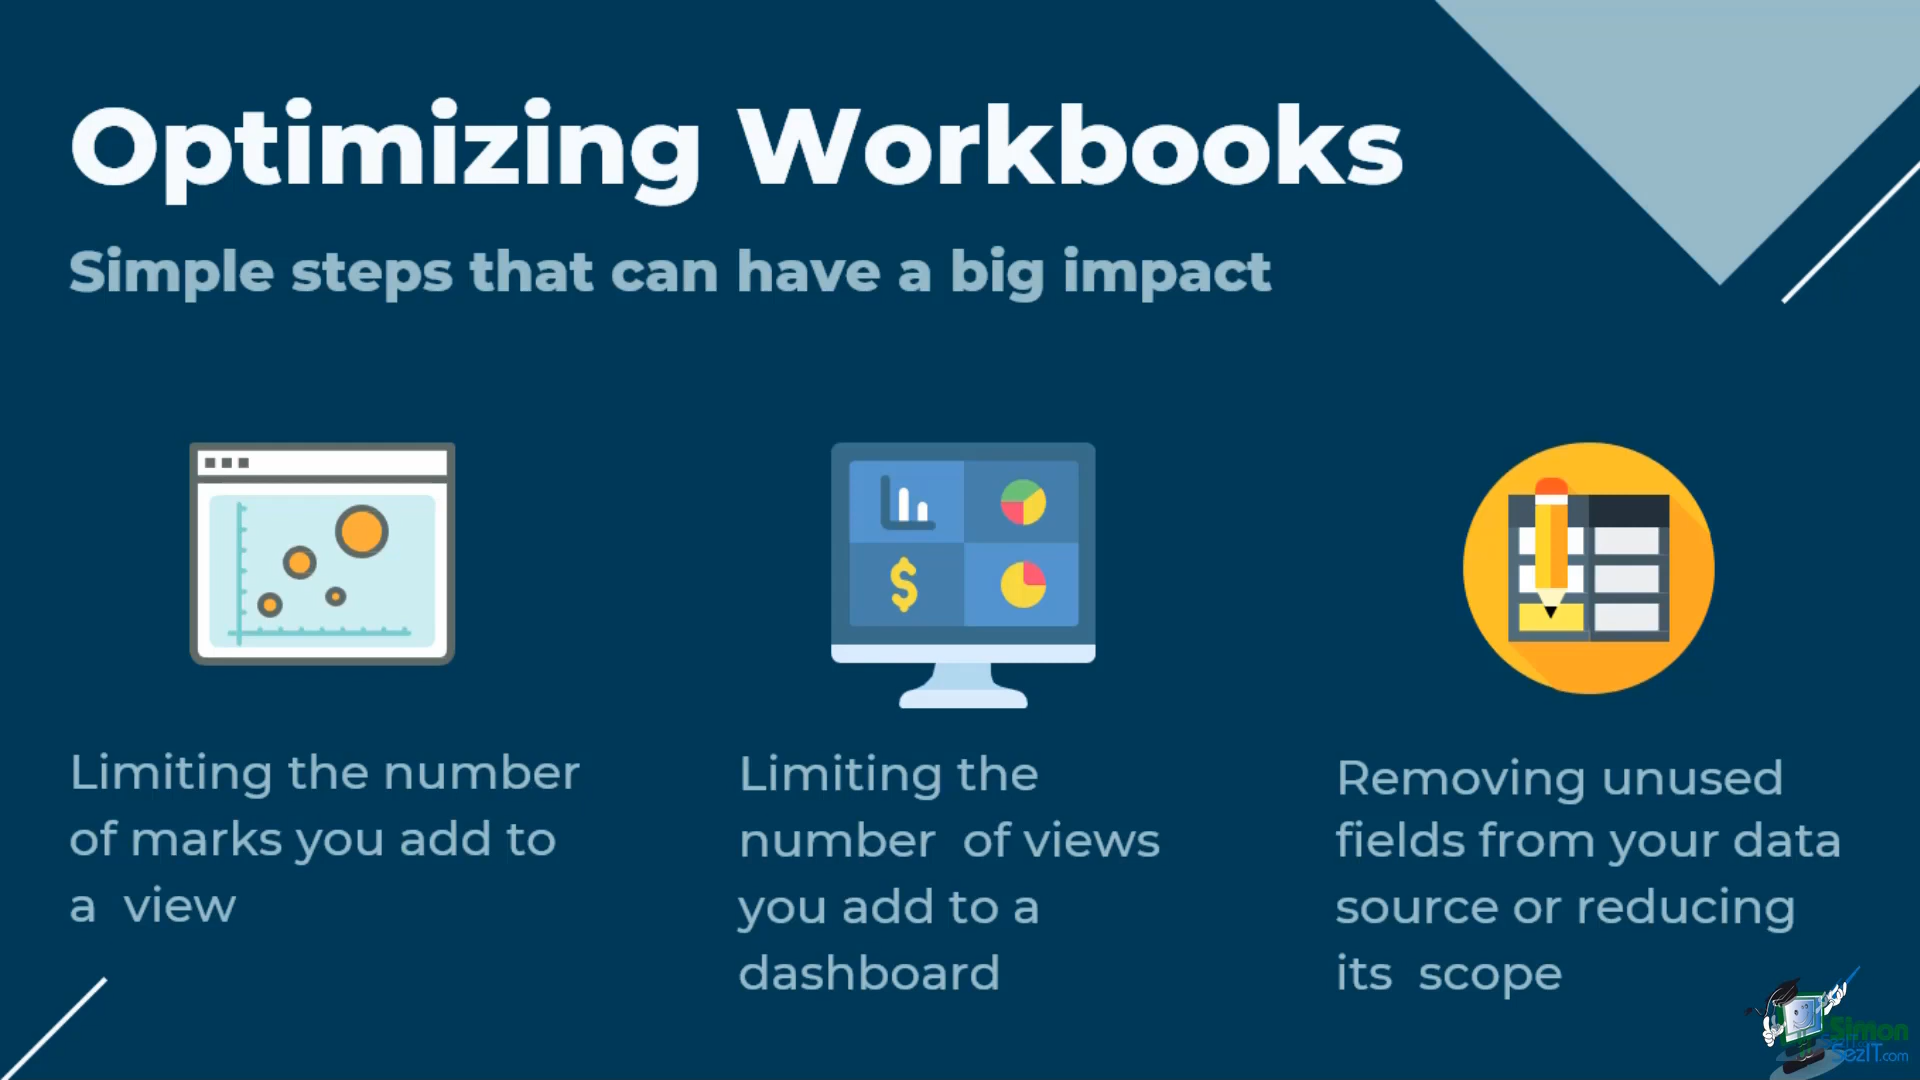 Optimizing Workbooks
Simple steps that can have a big impact
Limiting the number
of marks you add to
a view
Limiting the
number of views
you add to a
dashboard
Removing unused
fields from your data
source or reducing
its scope
$
Simon
SezIT.com